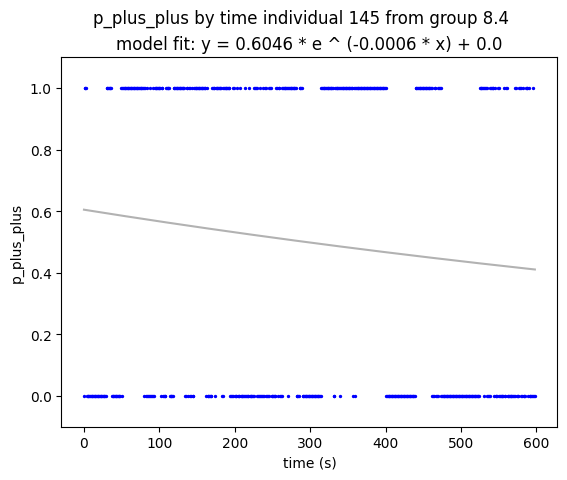 p_plus_plus by time individual 145 from group 8.4
model fit: y = 0.6046 * e ^ (-0.0006 * x) + 0.0
1.0
0.8
0.6
0.4
0.2
0.0
p_plus_plus
0 100 200 300 400 500 600
time (s)